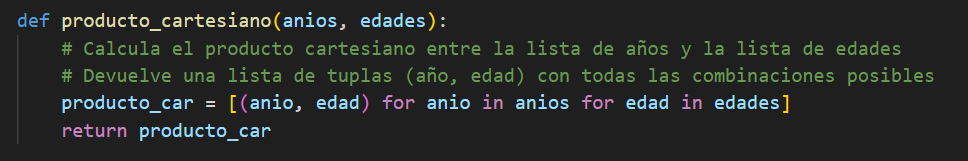 def producto_cartesiano(anios, edades):
    # Calcula el producto cartesiano entre la lista de años y la lista de edades
    # Devuelve una lista de tuplas (año, edad) con todas las combinaciones posibles
    producto_car = [(anio, edad) for anio in anios for edad in edades]
    return producto_car